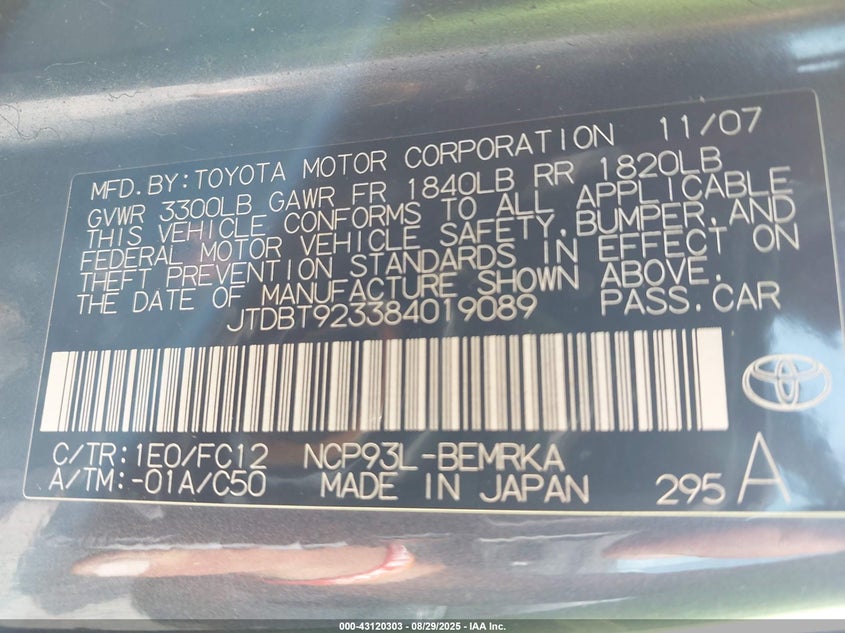 MFD. BY: TOYOTA MOTOR CORPORATION 11/07
GVWR 3300LB GAWR FR 1840LB RR 1820LB
THIS VEHICLE CONFORMS TO ALL APPLICABLE
FEDERAL MOTOR VEHICLE SAFETY, BUMPER, AND
THEFT PREVENTION STANDARDS IN EFFECT ON
THE DATE OF MANUFACTURE SHOWN ABOVE.
JTDBT923384019089 PASS. CAR
C/TR: 1E0/FC12 NCP93L-BEMRKA
A/TM: -01A/C50 MADE IN JAPAN 295 A
000-43120303 - 08/29/2025 - IAA Inc.